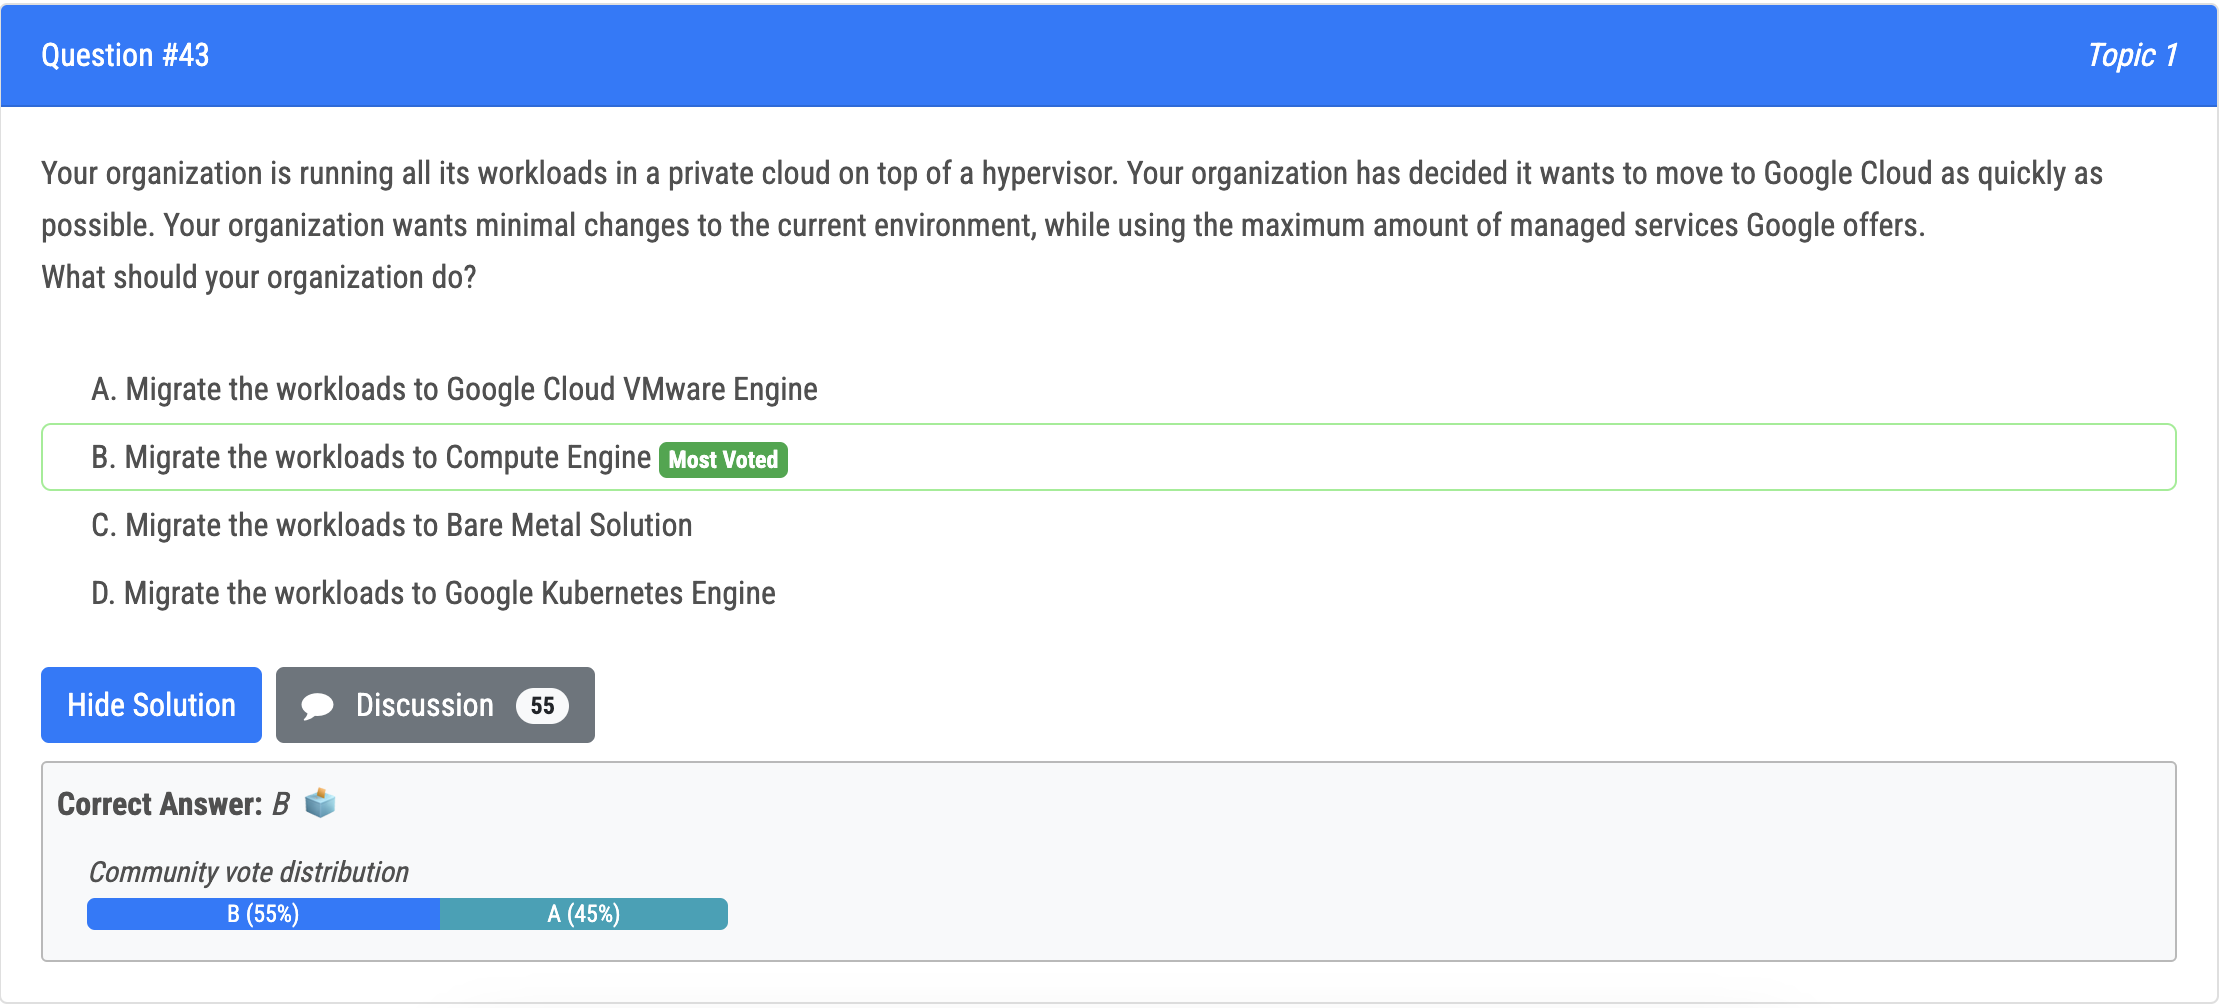 Question #43
Topic 1
Your organization is running all its workloads in a private cloud on top of a hypervisor. Your organization has decided it wants to move to Google Cloud as quickly as
possible. Your organization wants minimal changes to the current environment, while using the maximum amount of managed services Google offers.
What should your organization do?
A. Migrate the workloads to Google Cloud VMware Engine
B. Migrate the workloads to Compute Engine Most Voted
C. Migrate the workloads to Bare Metal Solution
D. Migrate the workloads to Google Kubernetes Engine
Hide Solution
Discussion 55
Correct Answer: B
Community vote distribution
B (55%) A (45%)